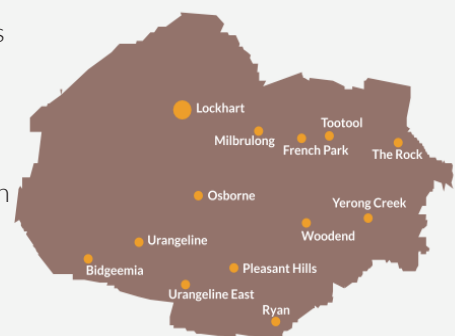 s
Lockhart
Tootool
Milbrulong
French Park
The Rock
n
Osborne
Yerong Creek
Woodend
Urangeline
Pleasant Hills
Bidgeemia
Urangeline East
Ryan